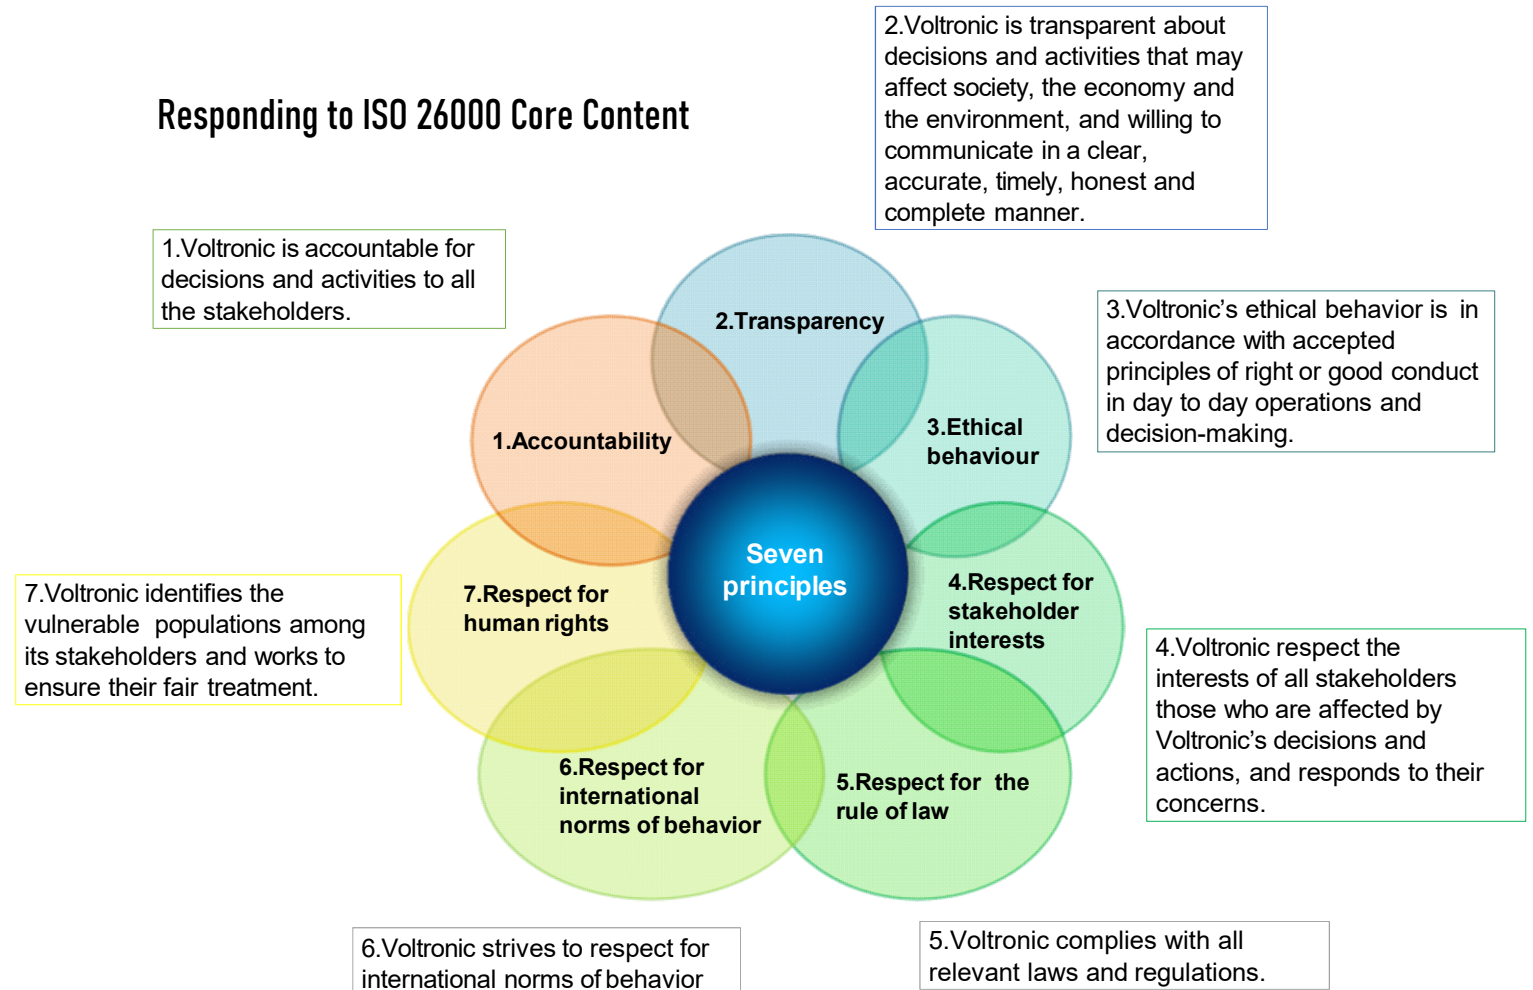 Responding to ISO 26000 Core Content
2.Voltronic is transparent about
decisions and activities that may
affect society, the economy and
the environment, and willing to
communicate in a clear,
accurate, timely, honest and
complete manner.
1.Voltronic is accountable for
decisions and activities to all
the stakeholders.
3.Voltronic’s ethical behavior is in
accordance with accepted
principles of right or good conduct
in day to day operations and
decision-making.
2.Transparency
1.Accountability
3.Ethical
behaviour
Seven
principles
7.Respect for
human rights
4.Respect for
stakeholder
interests
7.Voltronic identifies the
vulnerable populations among
its stakeholders and works to
ensure their fair treatment.
4.Voltronic respect the
interests of all stakeholders
those who are affected by
Voltronic’s decisions and
actions, and responds to their
concerns.
6.Respect for
international
norms of behavior
5.Respect for the
rule of law
6.Voltronic strives to respect for
international norms of behavior
5.Voltronic complies with all
relevant laws and regulations.